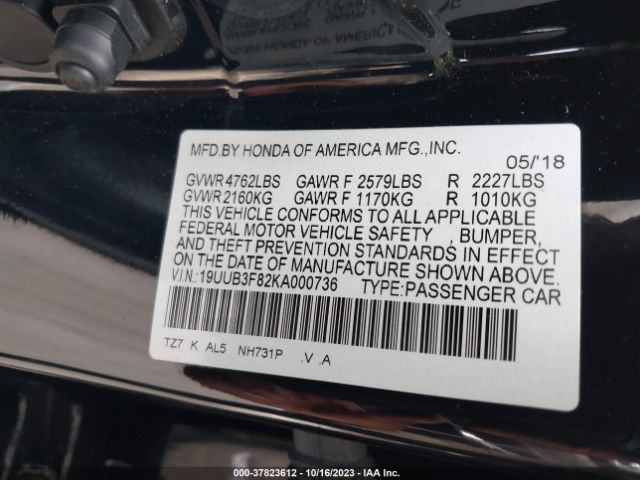 MFD.BY HONDA OF AMERICA MFG.,INC.
05/'18
GVWR 4762LBS GAWR F 2579LBS R 2227LBS
GVWR 2160KG GAWR F 1170KG R 1010KG
THIS VEHICLE CONFORMS TO ALL APPLICABLE
FEDERAL MOTOR VEHICLE SAFETY , BUMPER,
AND THEFT PREVENTION STANDARDS IN EFFECT
ON THE DATE OF MANUFACTURE SHOWN ABOVE.
V.I.N.: 19UUB3F82KA000736 TYPE:PASSENGER CAR
TZ7 K AL5 NH731P .V .A
000-37823612 - 10/16/2023 - IAA Inc.